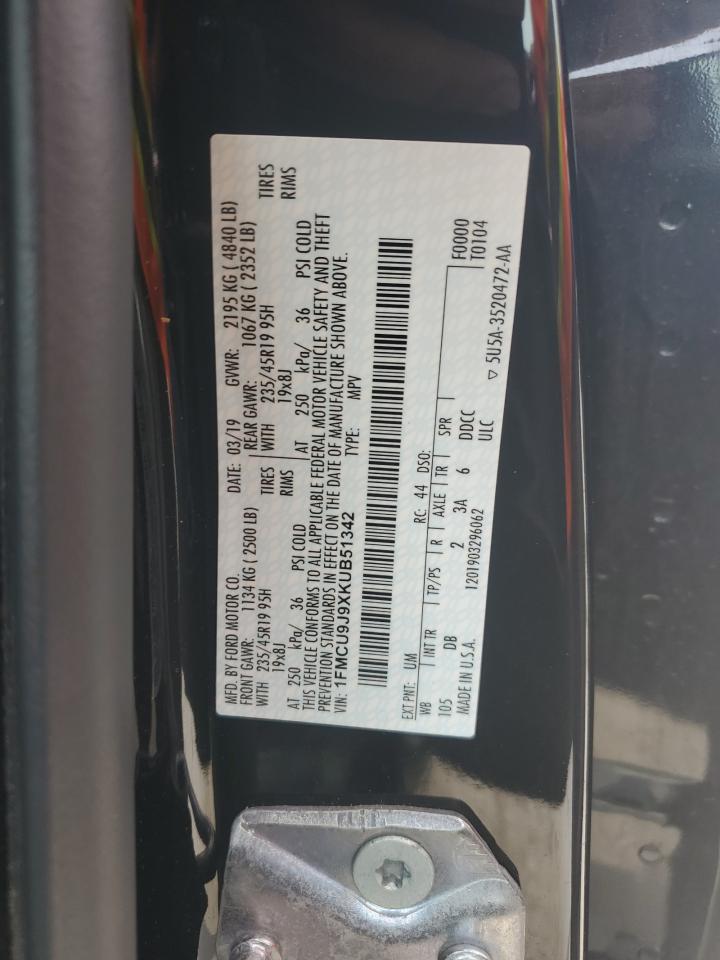 MFD. BY FORD MOTOR CO. DATE: 03/19 GVWR: 2195 KG ( 4840 LB)
FRONT GAWR: 1134 KG ( 2500 LB) REAR GAWR: 1067 KG ( 2352 LB)
WITH 235/45R19 95H TIRES WITH 235/45R19 95H TIRES
19x8J RIMS 19x8J RIMS
AT 250 kPa/ 36 PSI COLD AT 250 kPa/ 36 PSI COLD
THIS VEHICLE CONFORMS TO ALL APPLICABLE FEDERAL MOTOR VEHICLE SAFETY AND THEFT
PREVENTION STANDARDS IN EFFECT ON THE DATE OF MANUFACTURE SHOWN ABOVE.
VIN: 1FMCU9J9XKUB51342 TYPE: MPV
EXT PNT: UM RC: 44 DSO: F0000
WB INT TR TP/PS R AXLE TR SPR T0104
105 DB 2 3A 6 DDCC
MADE IN U.S.A. 1201903296062 ULC ▽ 5U5A-3520472-AA